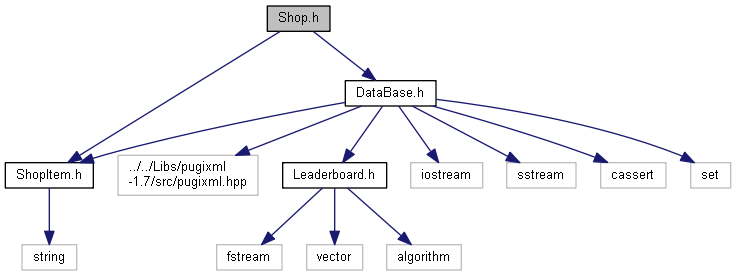 Shop.h
DataBase.h
ShopItem.h
../../Libs/pugixml
-1.7/src/pugixml.hpp
Leaderboard.h
iostream
sstream
cassert
set
string
fstream
vector
algorithm